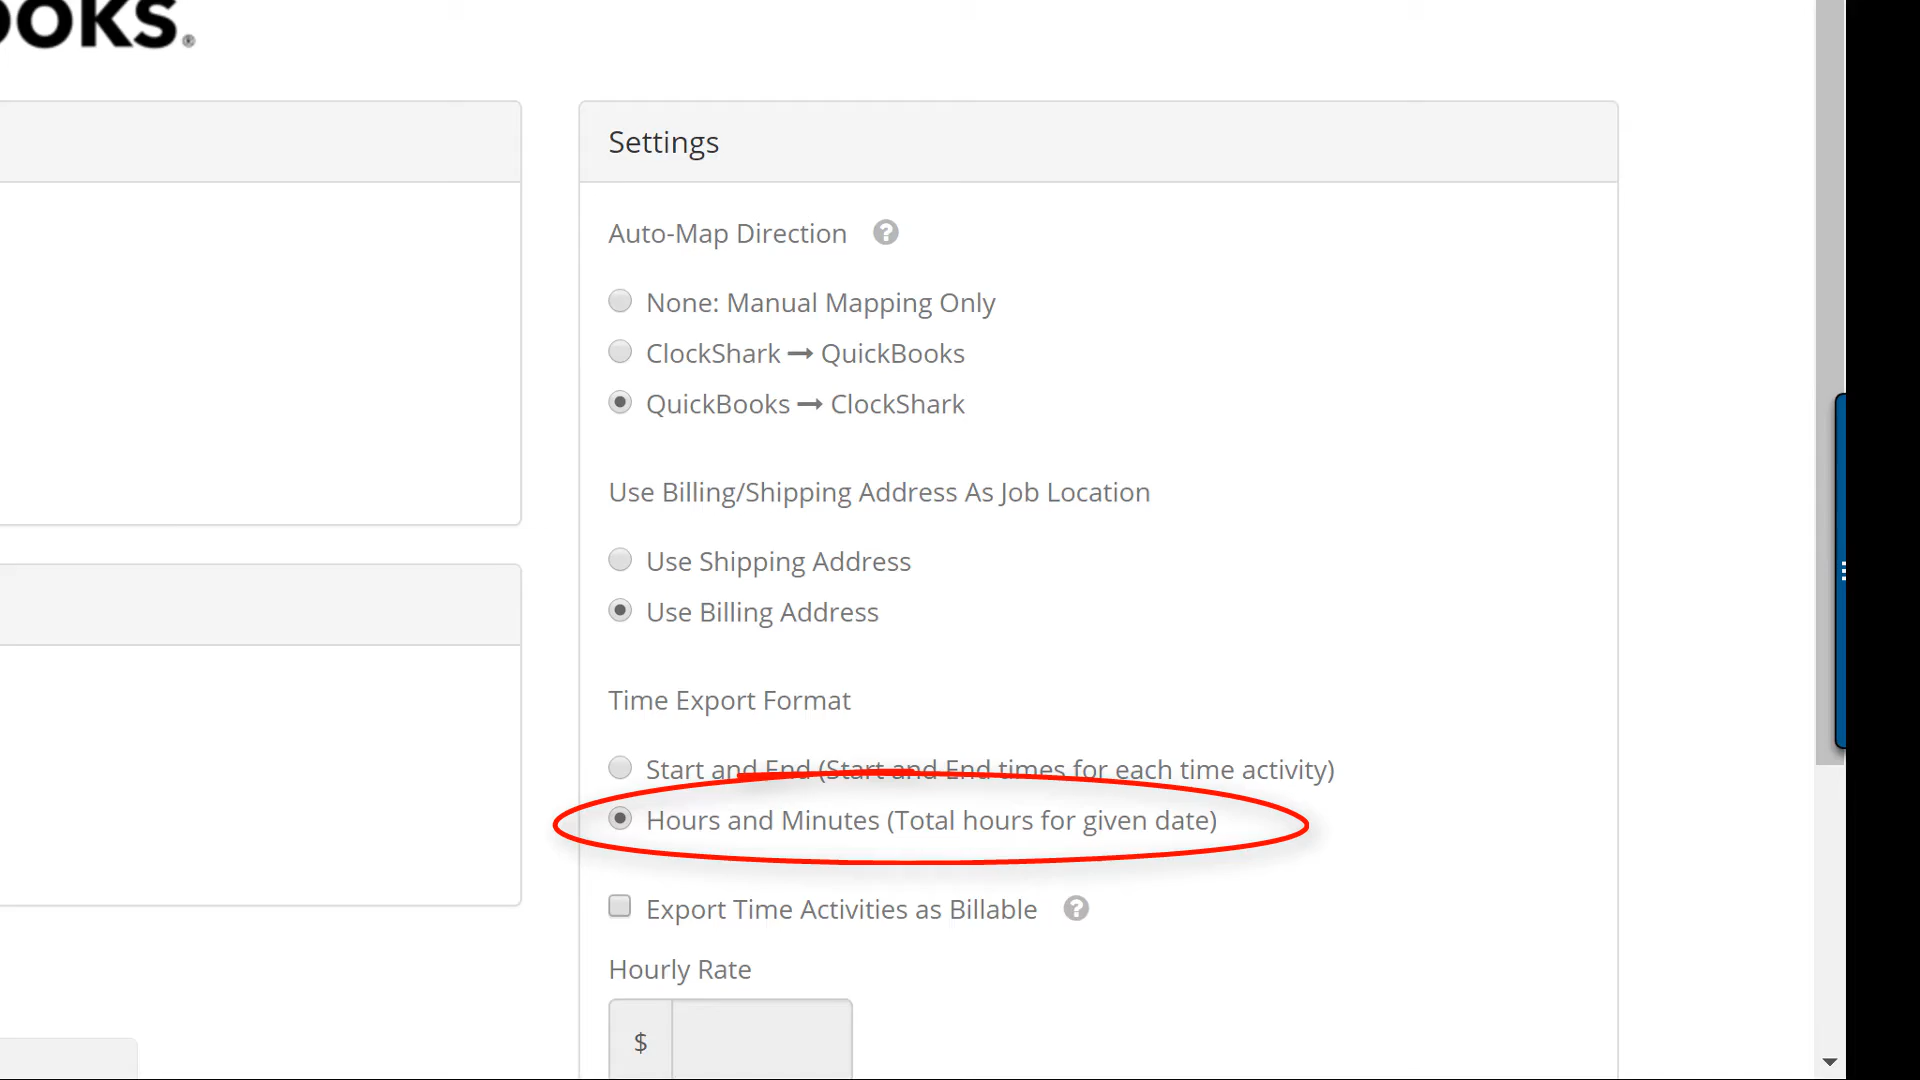 ooks.
Settings
Auto-Map Direction ?
None: Manual Mapping Only
ClockShark → QuickBooks
QuickBooks → ClockShark
Use Billing/Shipping Address As Job Location
Use Shipping Address
Use Billing Address
Time Export Format
Start and End (Start and End times for each time activity)
Hours and Minutes (Total hours for given date)
Export Time Activities as Billable ?
Hourly Rate
$